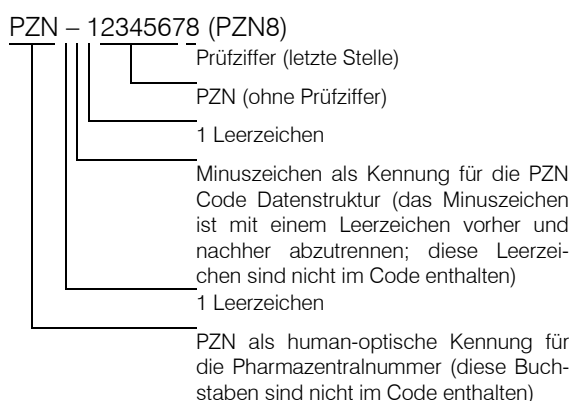 PZN – 12345678 (PZN8)
Prüfziffer (letzte Stelle)
PZN (ohne Prüfziffer)
1 Leerzeichen
Minuszeichen als Kennung für die PZN
Code Datenstruktur (das Minuszeichen
ist mit einem Leerzeichen vorher und
nachher abzutrennen; diese Leerzei-
chen sind nicht im Code enthalten)
1 Leerzeichen
PZN als human-optische Kennung für
die Pharmazentralnummer (diese Buch-
staben sind nicht im Code enthalten)